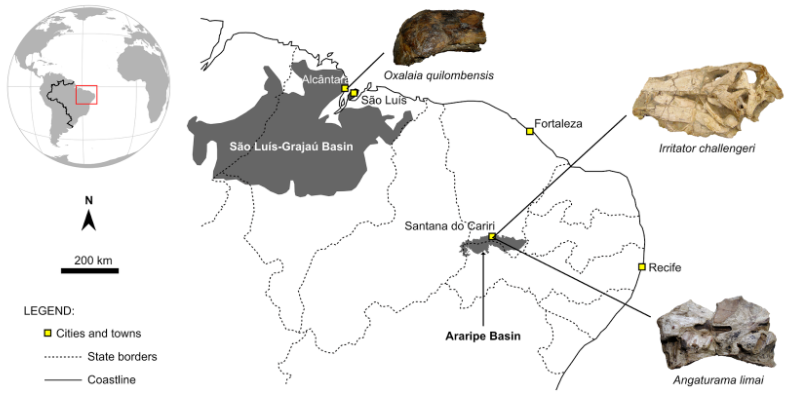 Oxalaia quilombensis
Alcântara
São Luís
São Luís-Grajaú Basin
Fortaleza
Irritator challengeri
N
200 km
Santana do Cariri
Recife
LEGEND:
Cities and towns
State borders
Coastline
Araripe Basin
Angaturama limai